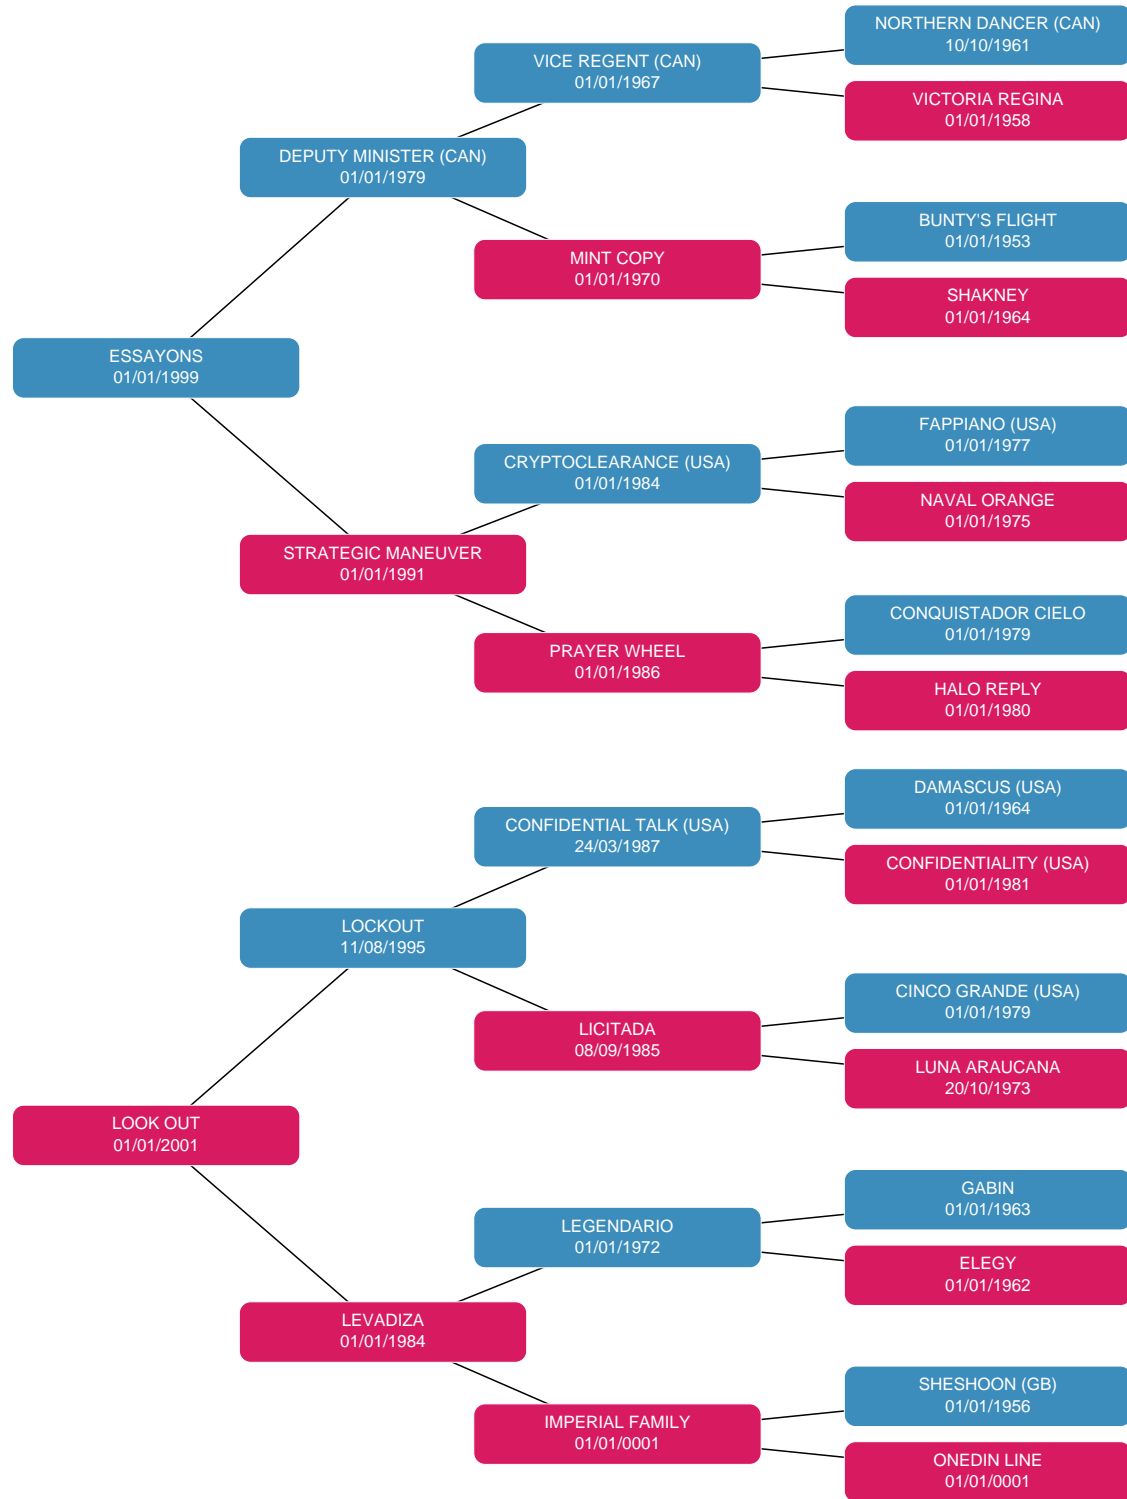 NORTHERN DANCER (CAN)
10/10/1961
VICE REGENT (CAN)
01/01/1967
VICTORIA REGINA
01/01/1958
DEPUTY MINISTER (CAN)
01/01/1979
BUNTY'S FLIGHT
01/01/1953
MINT COPY
01/01/1970
SHAKNEY
01/01/1964
ESSAYONS
01/01/1999
FAPPIANO (USA)
01/01/1977
CRYPTOCLEARANCE (USA)
01/01/1984
NAVAL ORANGE
01/01/1975
STRATEGIC MANEUVER
01/01/1991
CONQUISTADOR CIELO
01/01/1979
PRAYER WHEEL
01/01/1986
HALO REPLY
01/01/1980
DAMASCUS (USA)
01/01/1964
CONFIDENTIAL TALK (USA)
24/03/1987
CONFIDENTIALITY (USA)
01/01/1981
LOCKOUT
11/08/1995
CINCO GRANDE (USA)
01/01/1979
LICITADA
08/09/1985
LUNA ARAUCANA
20/10/1973
LOOK OUT
01/01/2001
GABIN
01/01/1963
LEGENDARIO
01/01/1972
ELEGY
01/01/1962
LEVADIZA
01/01/1984
SHESHOON (GB)
01/01/1956
IMPERIAL FAMILY
01/01/0001
ONEDIN LINE
01/01/0001